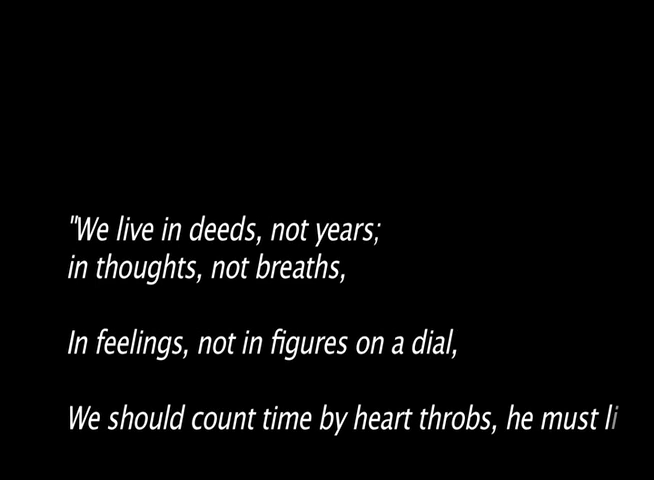 "We live in deeds, not years;
in thoughts, not breaths,
In feelings, not in figures on a dial,
We should count time by heart throbs, he must li